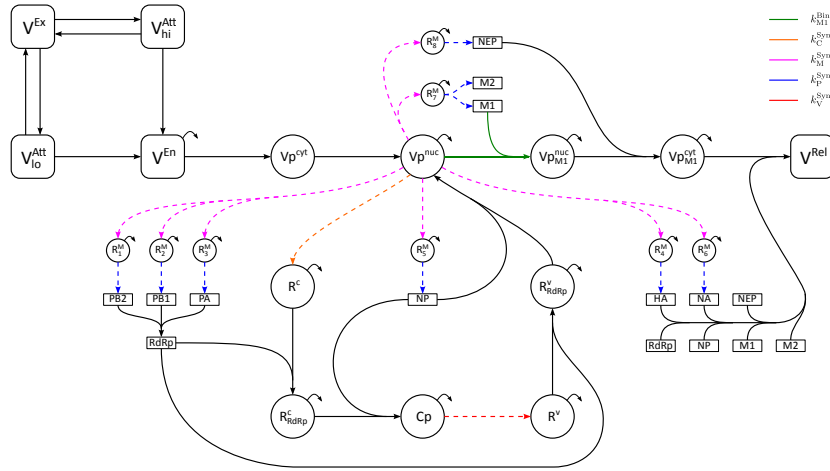 V^Ex
V^Att_hi
R^M_8
NEP
k^Bin_M1
k^Syn_C
k^Syn_M
k^Syn_P
k^Syn_V
R^M_7
M2
M1
V^Att_lo
V^En
Vp^cyt
Vp^nuc
Vp^nuc_M1
Vp^cyt_M1
V^Rel
R^M_1
R^M_2
R^M_3
R^M_5
R^M_4
R^M_6
R^c
R^v_RdRp
PB2
PB1
PA
NP
HA
NA
NEP
RdRp
RdRp
NP
M1
M2
R^c_RdRp
Cp
R^v